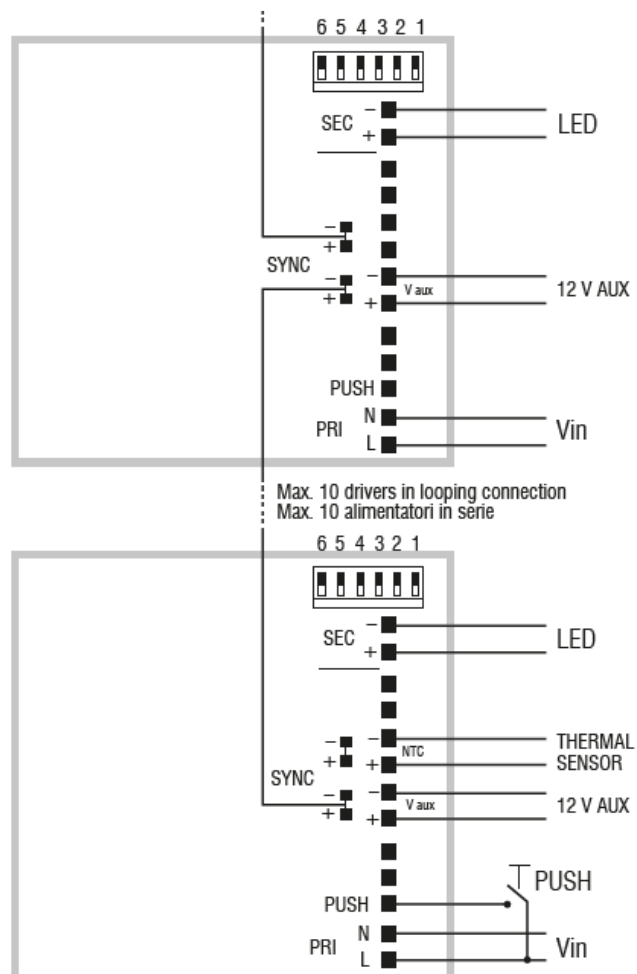 6 5 4 3 2 1
SEC - LED
+
-
+
SYNC
-
+
- V aux 12 V AUX
+
PUSH
PRI N Vin
L
Max. 10 drivers in looping connection
Max. 10 alimentatori in serie
6 5 4 3 2 1
SEC - LED
+
-
+
- NTC THERMAL
+ SENSOR
SYNC
-
+
- V aux 12 V AUX
+
PUSH PUSH
PRI N Vin
L